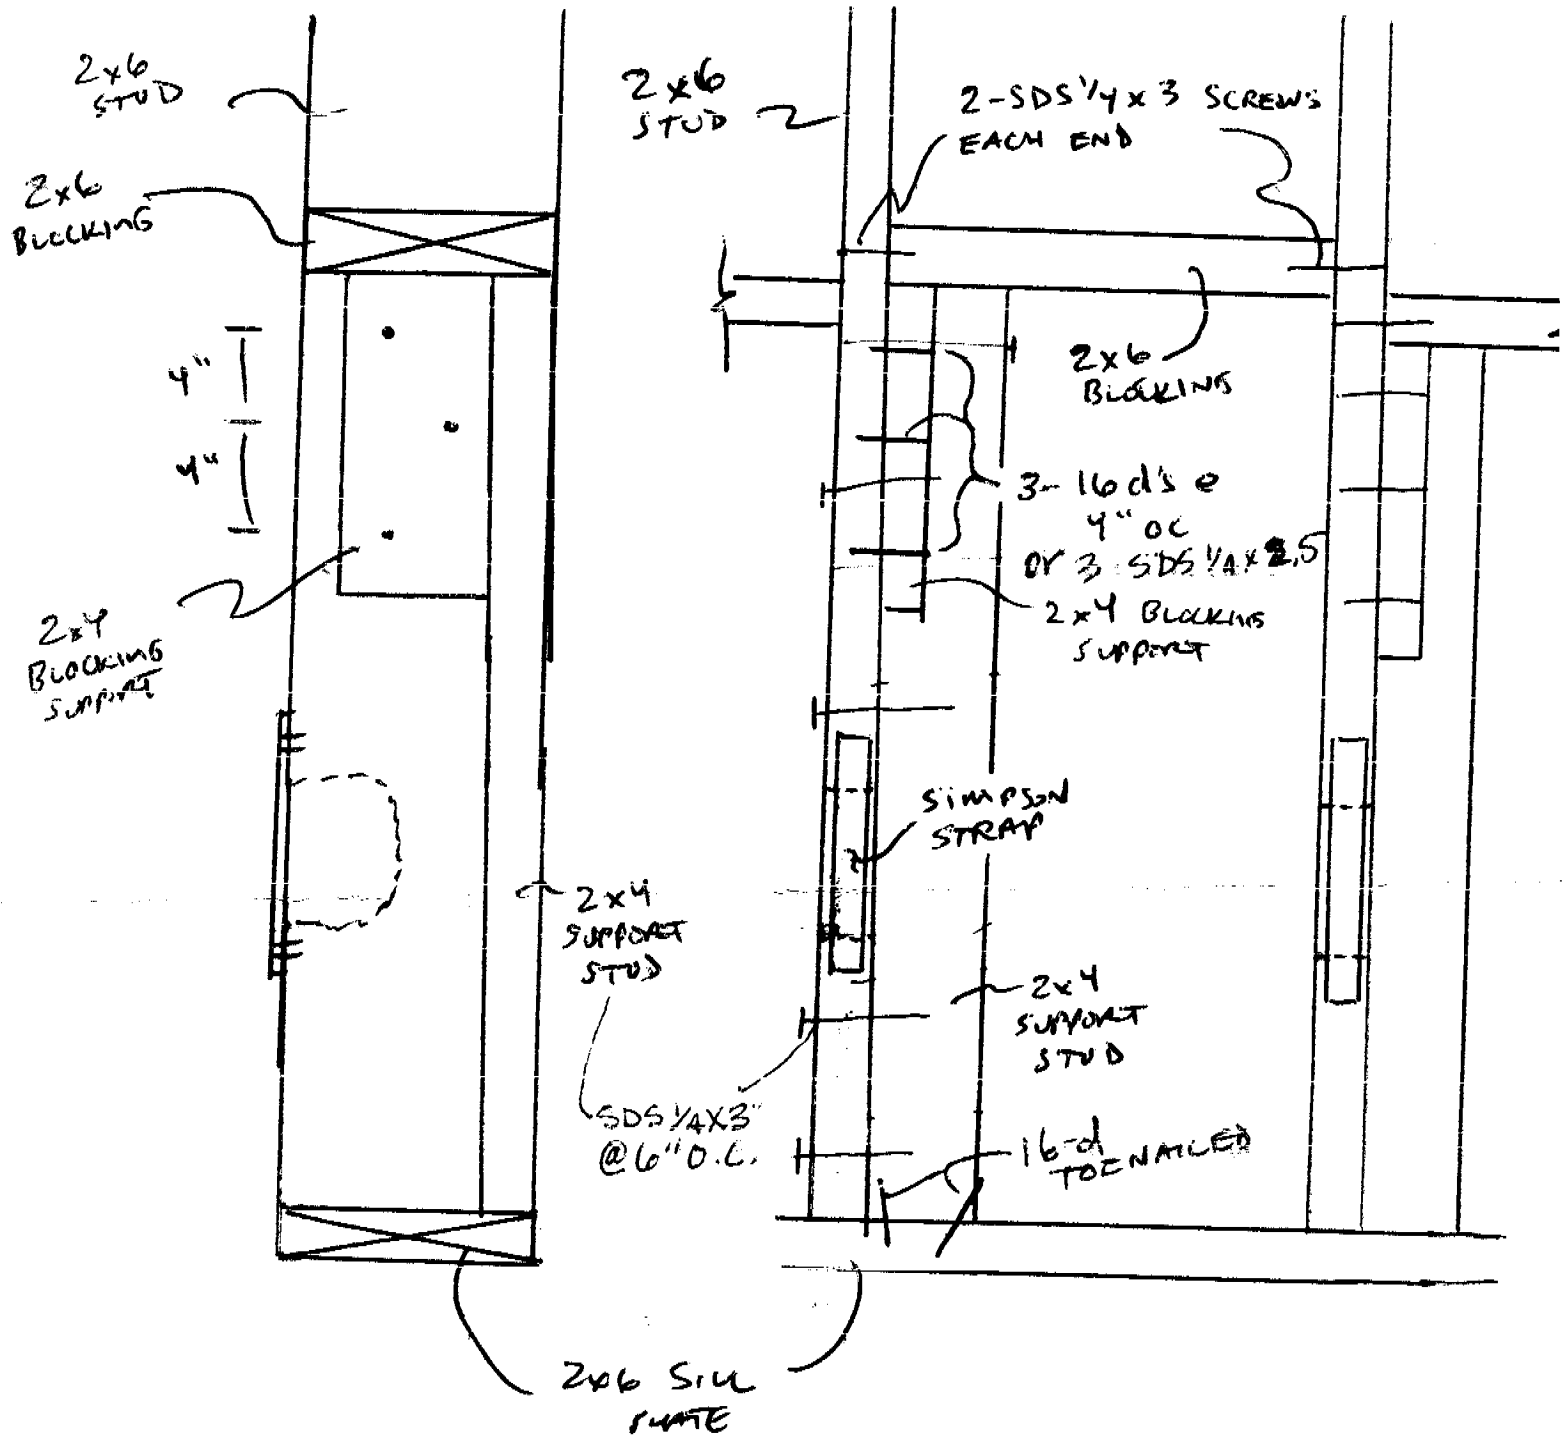 2x6
STUD
2x6
BLOCKING
4"
4"
2x4
BLOCKING
SUPPORT
2x4
SUPPORT
STUD
SDS 1/4X3"
@6" O.C.
2x6 SILL
PLATE
2x6
STUD
2-SDS 1/4 x 3 SCREWS
EACH END
2x6
BLOCKING
3-16 d's @
4" OC
or 3 SDS 1/4 x 2.5
2x4 BLOCKING
SUPPORT
SIMPSON
STRAP
2x4
SUPPORT
STUD
16-d
TOENAILED